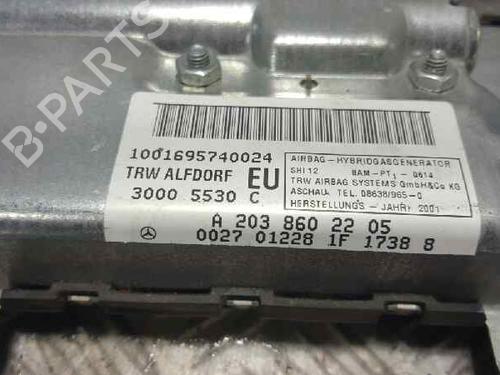 1001695740024
TRW ALFDORF EU
3000 5530 C
AIRBAG - HYBRIDGASGENERATOR
SHI 12 BAM - PT1 - 0614
TRW AIRBAG SYSTEMS GmbH&Co KG
ASCHAU TEL. 08638/965-0
HERSTELLUNGS - JAHR: 2001
A 203 860 22 05
0027 01228 1F 1738 8
B-PARTS